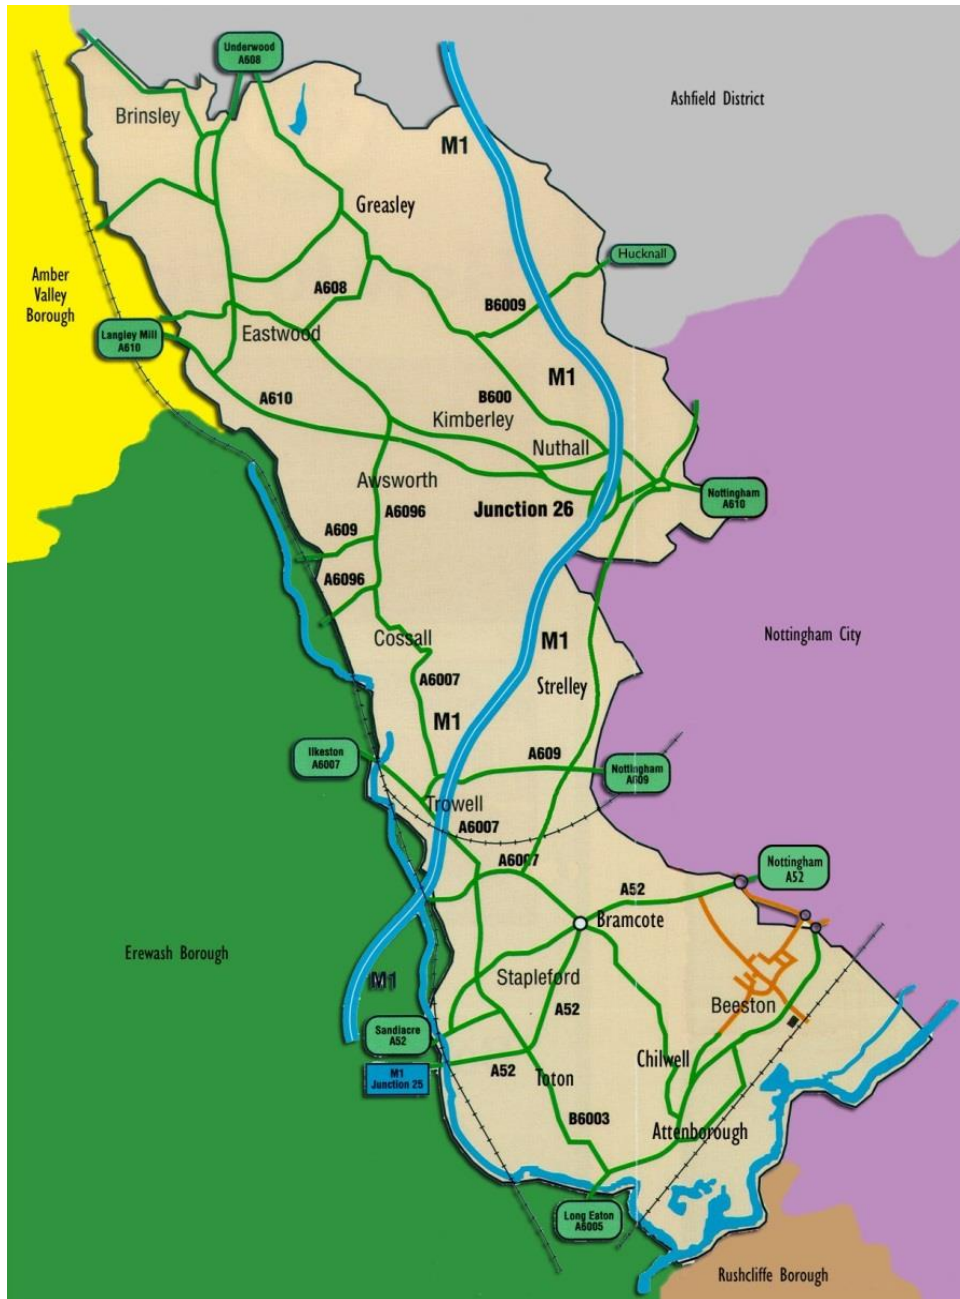 Underwood
A608
Ashfield District
Brinsley
M1
Greasley
Hucknall
Amber
Valley
Borough
A608
B6009
Langley Mill
A610
Eastwood
M1
A610
B600
Kimberley
Nuthall
Awsworth
Nottingham
A610
Junction 26
A6096
A609
A6096
Cossall
M1
Nottingham City
A6007
Strelley
M1
Ilkeston
A6007
A609
Nottingham
A609
Trowell
A6007
A6007
Nottingham
A52
A52
Bramcote
Erewash Borough
Stapleford
M1
A52
Beeston
Sandiacre
A52
M1
Junction 25
A52
Toton
Chilwell
B6003
Attenborough
Long Eaton
A6005
Rushcliffe Borough